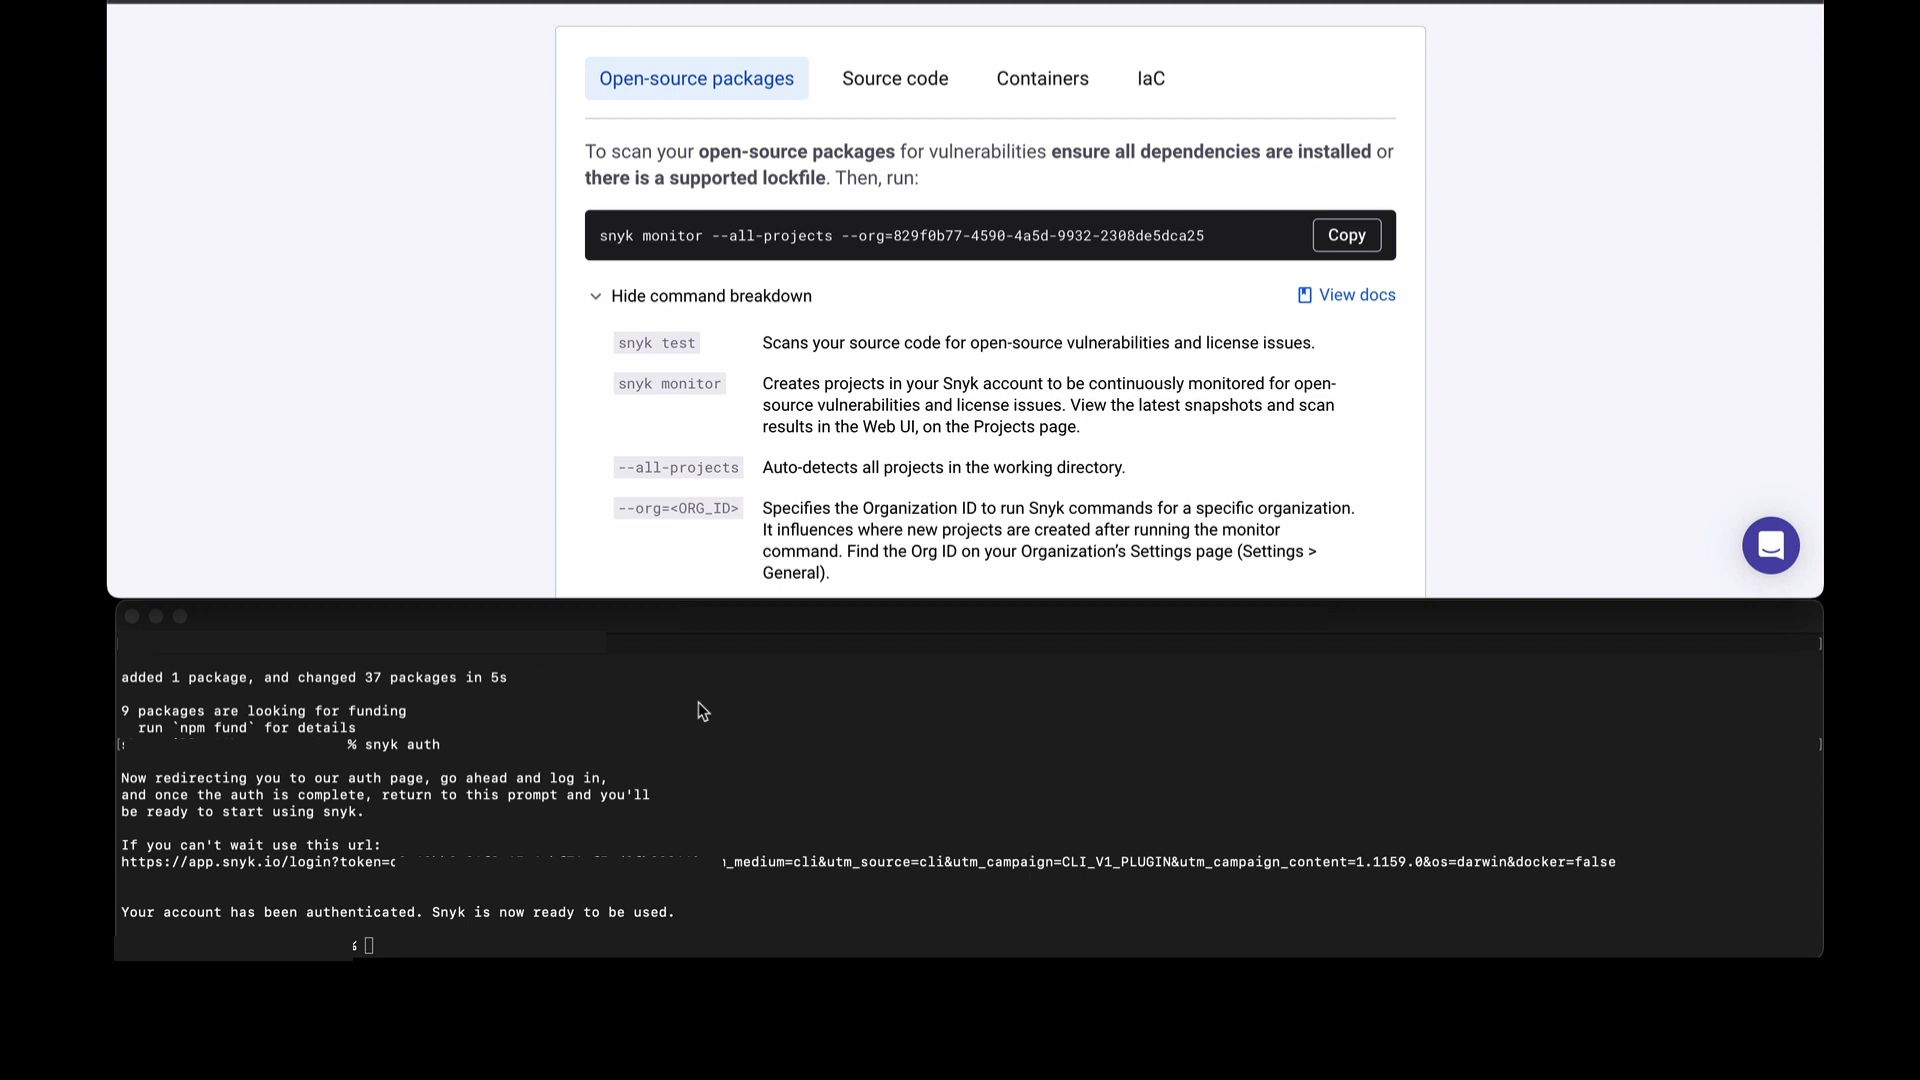 Open-source packages Source code Containers IaC
To scan your open-source packages for vulnerabilities ensure all dependencies are installed or
there is a supported lockfile. Then, run:
snyk monitor --all-projects --org=829f0b77-4590-4a5d-9932-2308de5dca25 Copy
Hide command breakdown View docs
snyk test Scans your source code for open-source vulnerabilities and license issues.
snyk monitor Creates projects in your Snyk account to be continuously monitored for open-
source vulnerabilities and license issues. View the latest snapshots and scan
results in the Web UI, on the Projects page.
--all-projects Auto-detects all projects in the working directory.
--org=<ORG_ID> Specifies the Organization ID to run Snyk commands for a specific organization.
It influences where new projects are created after running the monitor
command. Find the Org ID on your Organization's Settings page (Settings >
General).
added 1 package, and changed 37 packages in 5s
9 packages are looking for funding
run `npm fund` for details
% snyk auth
Now redirecting you to our auth page, go ahead and log in,
and once the auth is complete, return to this prompt and you'll
be ready to start using snyk.
If you can't wait use this url:
https://app.snyk.io/login?token= _medium=cli&utm_source=cli&utm_campaign=CLI_V1_PLUGIN&utm_campaign_content=1.1159.0&os=darwin&docker=false
Your account has been authenticated. Snyk is now ready to be used.